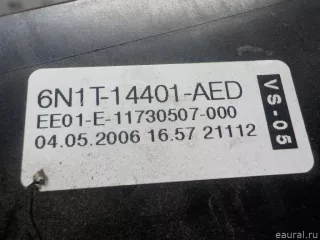 6N1T-14401-AED
EE01-E-11730507-000
04.05.2006 16.57 21112
VS-05
eaural.ru